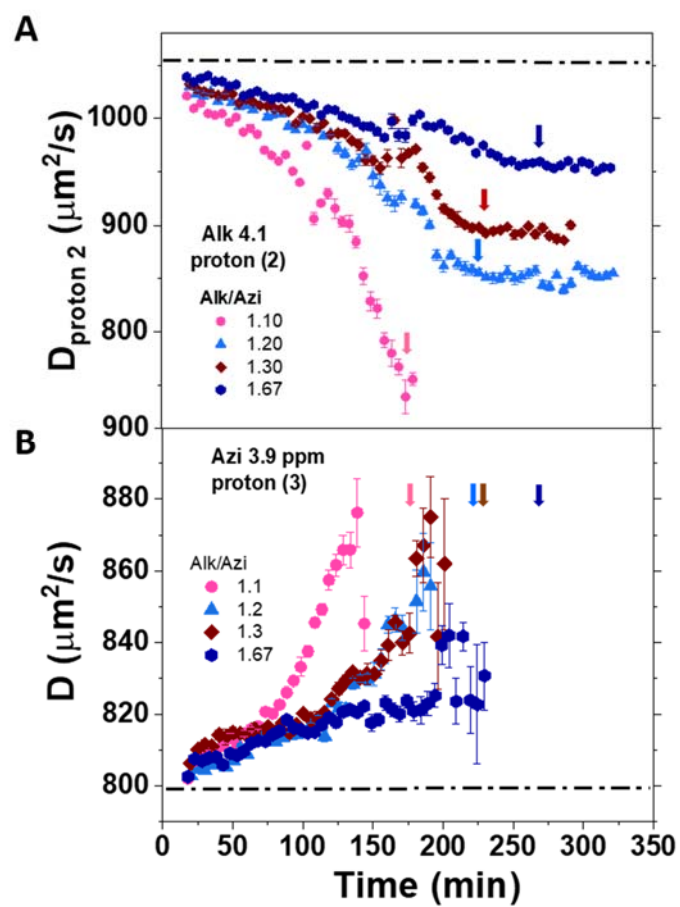 A
D proton 2 (μm²/s)
1000
900
800
900
Alk 4.1
proton (2)
Alk/Azi
1.10
1.20
1.30
1.67
B
D (μm²/s)
880
860
840
820
800
Azi 3.9 ppm
proton (3)
Alk/Azi
1.1
1.2
1.3
1.67
0 50 100 150 200 250 300 350
Time (min)